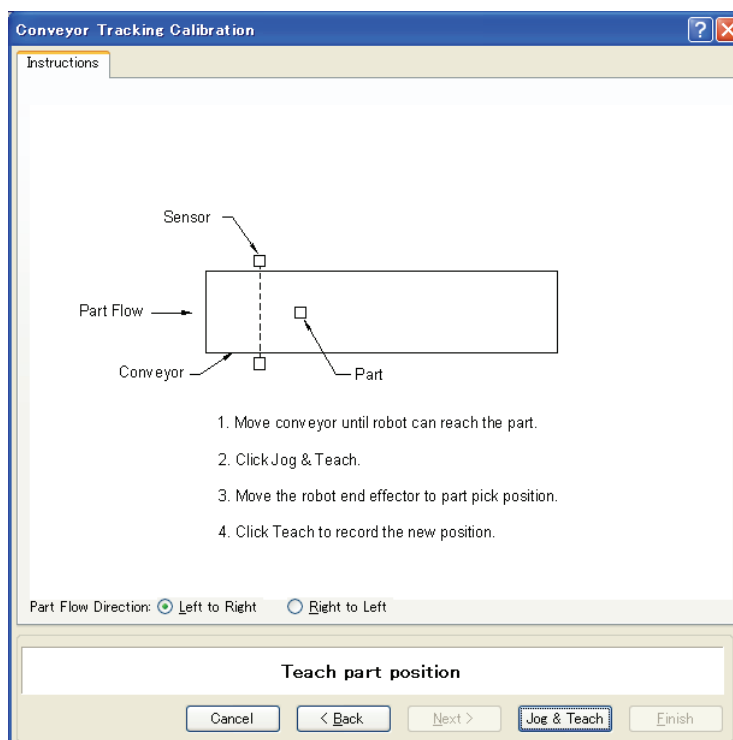 Conveyor Tracking Calibration
Instructions
Sensor
Part Flow
Conveyor
Part
1. Move conveyor until robot can reach the part.
2. Click Jog & Teach.
3. Move the robot end effector to part pick position.
4. Click Teach to record the new position.
Part Flow Direction: Left to Right Right to Left
Teach part position
Cancel < Back Next > Jog & Teach Finish